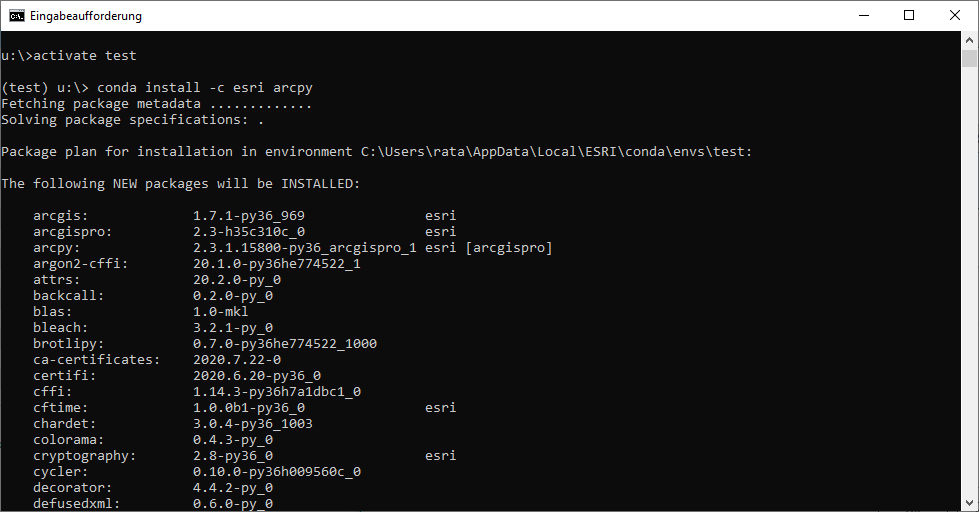 Eingabeaufforderung
u:\>activate test
(test) u:\> conda install -c esri arcpy
Fetching package metadata .............
Solving package specifications: .
Package plan for installation in environment C:\Users\rata\AppData\Local\ESRI\conda\envs\test:
The following NEW packages will be INSTALLED:
arcgis: 1.7.1-py36_969 esri
arcgispro: 2.3-h35c310c_0 esri
arcpy: 2.3.1.15800-py36_arcgispro_1 esri [arcgispro]
argon2-cffi: 20.1.0-py36he774522_1
attrs: 20.2.0-py_0
backcall: 0.2.0-py_0
blas: 1.0-mkl
bleach: 3.2.1-py_0
brotlipy: 0.7.0-py36he774522_1000
ca-certificates: 2020.7.22-0
certifi: 2020.6.20-py36_0
cffi: 1.14.3-py36h7a1dbc1_0
cftime: 1.0.0b1-py36_0 esri
chardet: 3.0.4-py36_1003
colorama: 0.4.3-py_0
cryptography: 2.8-py36_0 esri
cycler: 0.10.0-py36h009560c_0
decorator: 4.4.2-py_0
defusedxml: 0.6.0-py_0